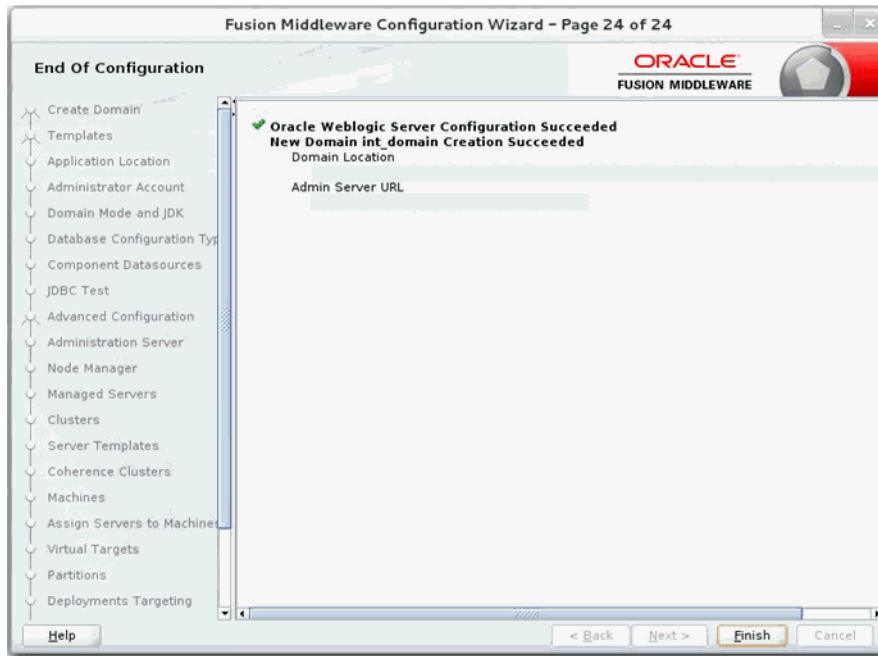 Fusion Middleware Configuration Wizard - Page 24 of 24
End Of Configuration
ORACLE
FUSION MIDDLEWARE
Create Domain
Templates
Application Location
Administrator Account
Domain Mode and JDK
Database Configuration Typ
Component Datasources
JDBC Test
Advanced Configuration
Administration Server
Node Manager
Managed Servers
Clusters
Server Templates
Coherence Clusters
Machines
Assign Servers to Machines
Virtual Targets
Partitions
Deployments Targeting
Oracle Weblogic Server Configuration Succeeded
New Domain int_domain Creation Succeeded
Domain Location
Admin Server URL
Help
< Back
Next >
Finish
Cancel